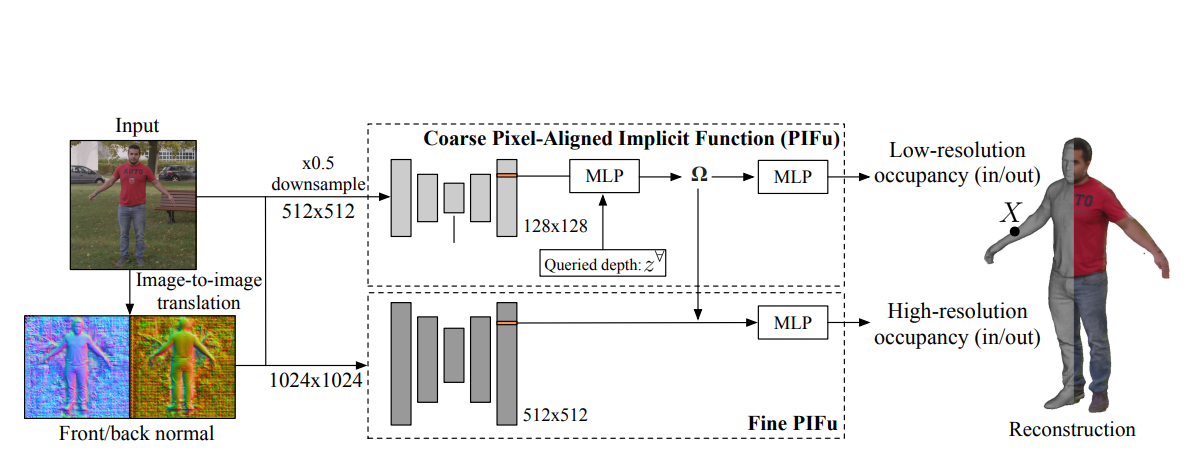 Input
Image-to-image
translation
Front/back normal
x0.5
downsample
512x512
1024x1024
Coarse Pixel-Aligned Implicit Function (PIFu)
128x128
MLP
Queried depth: z∀
Ω
MLP
Low-resolution
occupancy (in/out)
512x512
MLP
Fine PIFu
High-resolution
occupancy (in/out)
X
Reconstruction